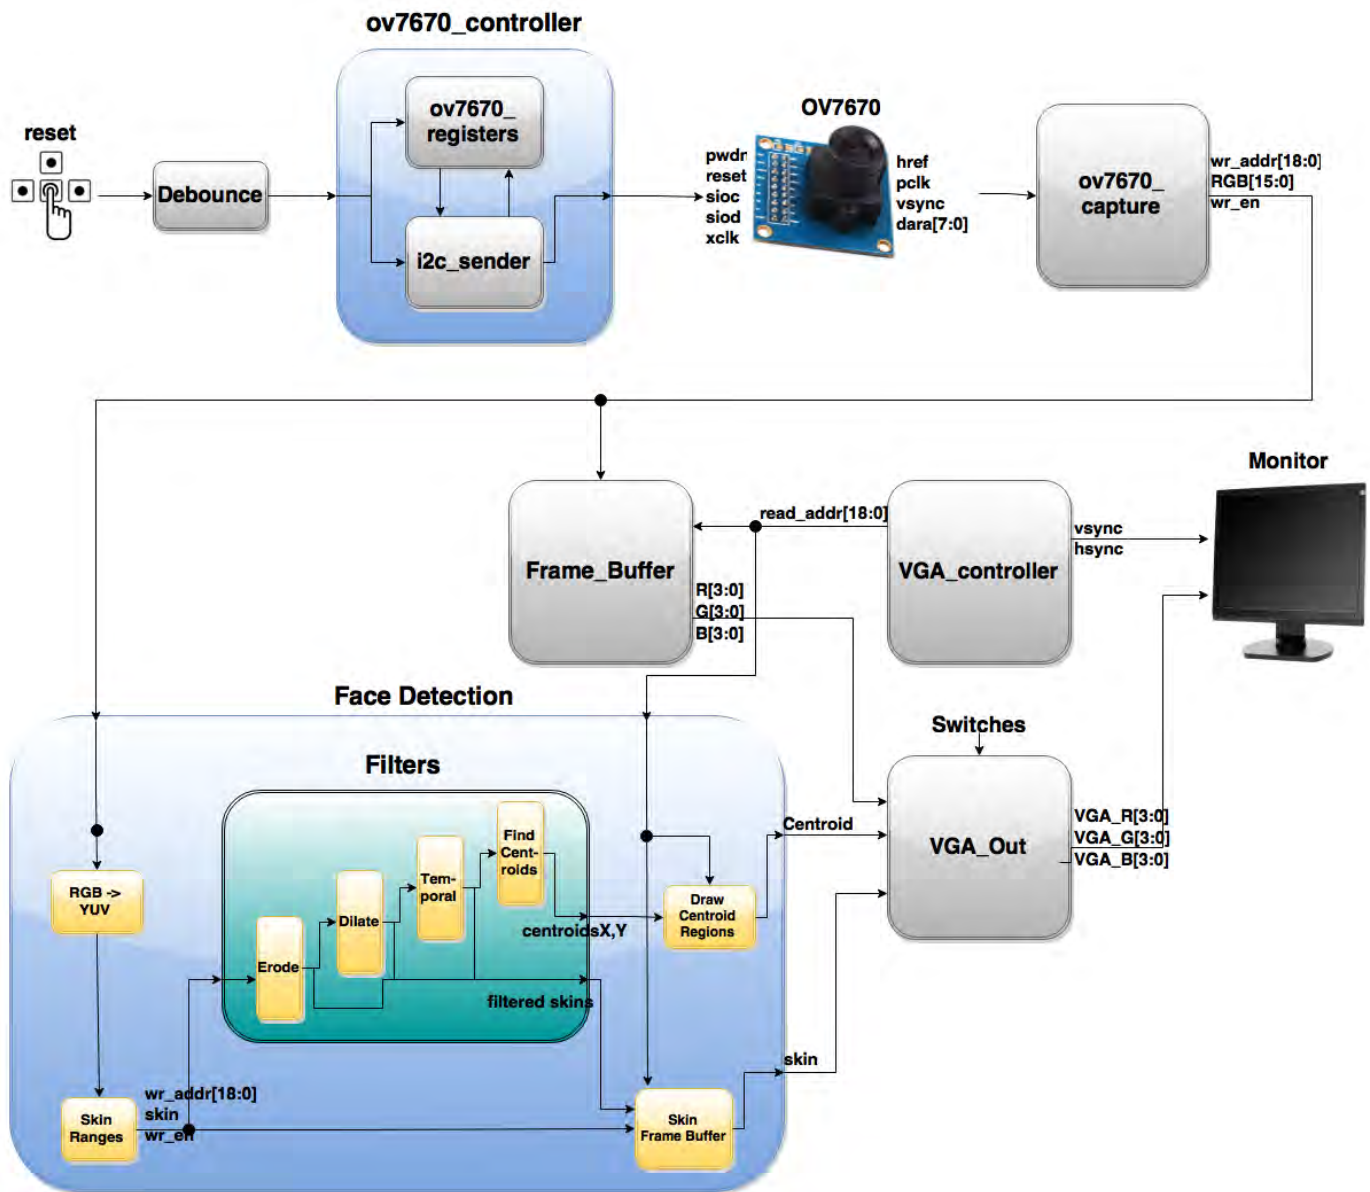 ov7670_controller
reset
Debounce
ov7670_
registers
i2c_sender
OV7670
pwdn
reset
sioc
siod
xclk
href
pclk
vsync
dara[7:0]
ov7670_
capture
wr_addr[18:0]
RGB[15:0]
wr_en
Monitor
Frame_Buffer
read_addr[18:0]
VGA_controller
vsync
hsync
R[3:0]
G[3:0]
B[3:0]
Face Detection
Switches
Filters
RGB ->
YUV
Erode
Dilate
Tem-
poral
Find
Cent-
roids
centroidsX,Y
filtered skins
Draw
Centroid
Regions
Centroid
VGA_Out
VGA_R[3:0]
VGA_G[3:0]
VGA_B[3:0]
Skin
Ranges
wr_addr[18:0]
skin
wr_en
Skin
Frame Buffer
skin